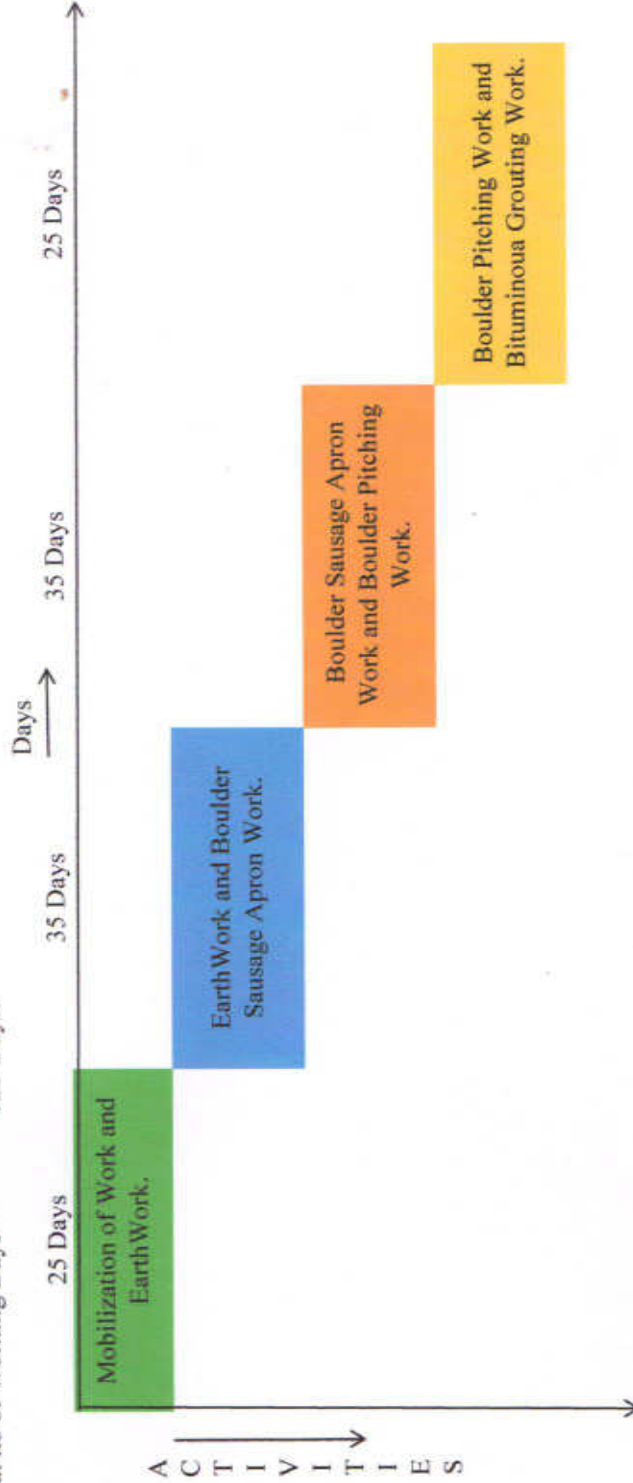 Days
25 Days 35 Days 35 Days 25 Days
Mobilization of Work and
EarthWork.
EarthWork and Boulder
Sausage Apron Work.
Boulder Sausage Apron
Work and Boulder Pitching
Work.
Boulder Pitching Work and
Bituminoua Grouting Work.
A
C
T
I
V
I
T
I
E
S